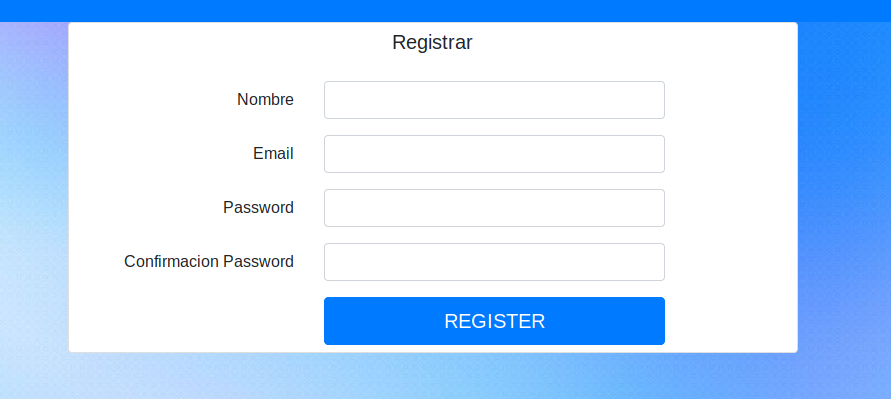 Registrar
Nombre
Email
Password
Confirmacion Password
REGISTER